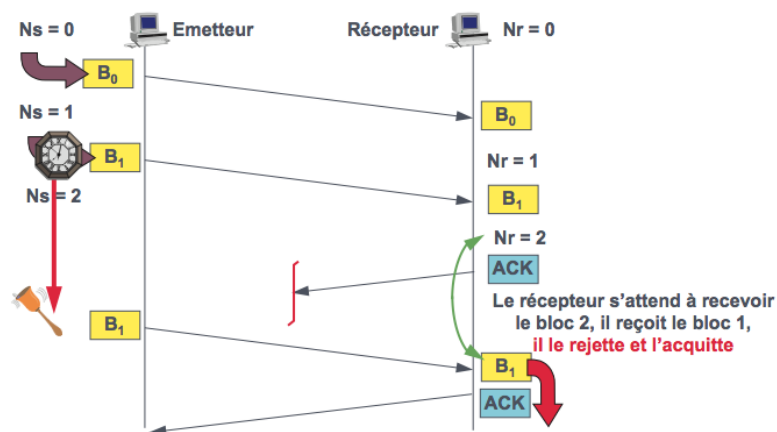 Ns = 0
Emetteur
Récepteur
Nr = 0
B0
B0
Ns = 1
B1
Nr = 1
Ns = 2
B1
Nr = 2
ACK
Le récepteur s'attend à recevoir
le bloc 2, il reçoit le bloc 1,
il le rejette et l'acquitte
B1
B1
ACK